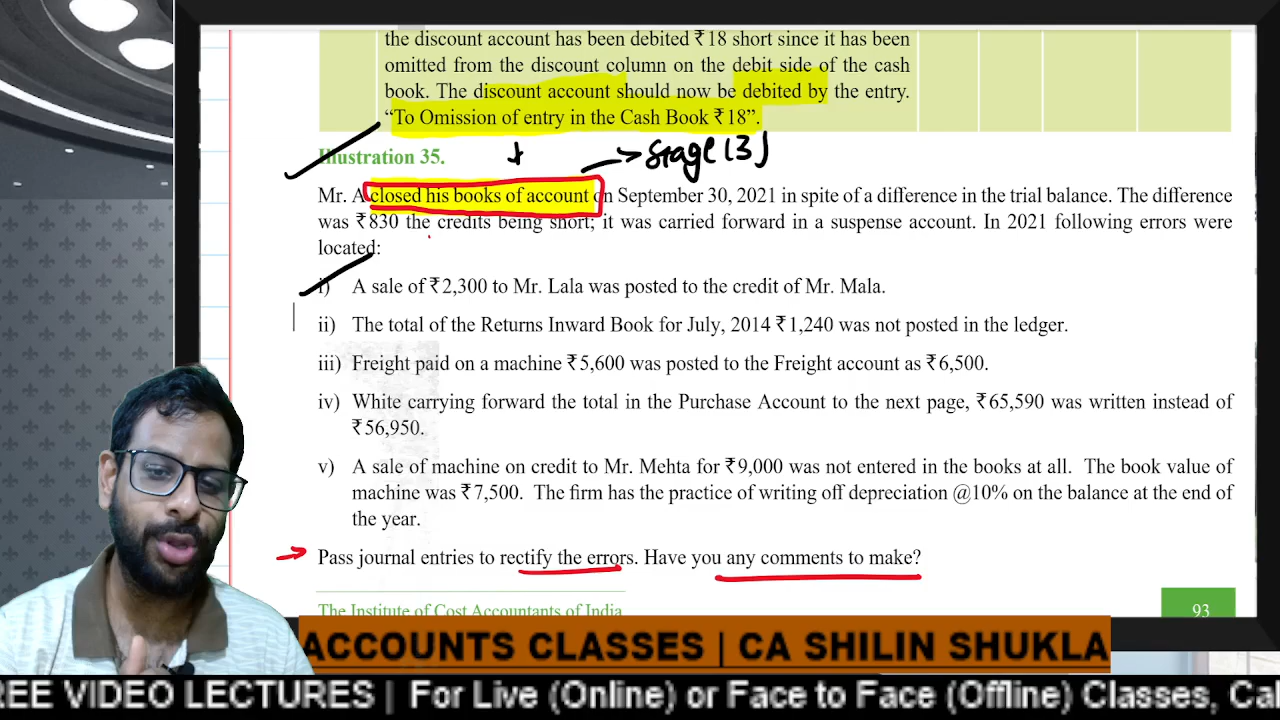 the discount account has been debited ₹18 short since it has been
omitted from the discount column on the debit side of the cash
book. The discount account should now be debited by the entry.
“To Omission of entry in the Cash Book ₹18”.
Illustration 35.
→ Stage (3)
Mr. A closed his books of account on September 30, 2021 in spite of a difference in the trial balance. The difference
was ₹830 the credits being short; it was carried forward in a suspense account. In 2021 following errors were
located:
i) A sale of ₹2,300 to Mr. Lala was posted to the credit of Mr. Mala.
ii) The total of the Returns Inward Book for July, 2014 ₹1,240 was not posted in the ledger.
iii) Freight paid on a machine ₹5,600 was posted to the Freight account as ₹6,500.
iv) White carrying forward the total in the Purchase Account to the next page, ₹65,590 was written instead of
₹56,950.
v) A sale of machine on credit to Mr. Mehta for ₹9,000 was not entered in the books at all. The book value of
machine was ₹7,500. The firm has the practice of writing off depreciation @10% on the balance at the end of
the year.
Pass journal entries to rectify the errors. Have you any comments to make?
The Institute of Cost Accountants of India
93
ACCOUNTS CLASSES | CA SHILIN SHUKLA
REE VIDEO LECTURES | For Live (Online) or Face to Face (Offline) Classes, Cal